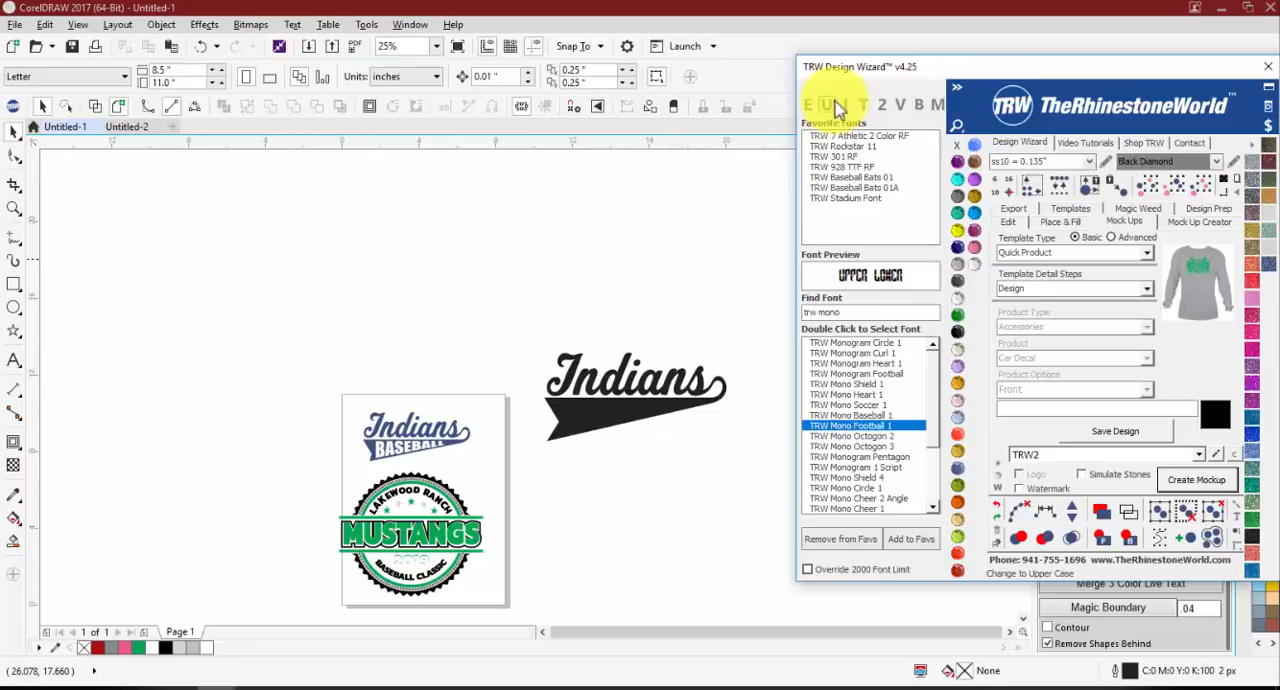 CorelDRAW 2017 (64-Bit) - Untitled-1
File Edit View Layout Object Effects Bitmaps Text Table Tools Window Help
25% Snap To Launch
Letter 8.5 " 11.0 " Units: inches 0.01 " 0.25 " 0.25 "
Untitled-1 Untitled-2
Indians
BASEBALL
LAKEWOOD RANCH
MUSTANGS
BASEBALL CLASSIC
Indians
TRW Design Wizard™ v4.25
E U L T 2 V B M
Favorite Fonts
TRW 7 Athletic 2 Color RF
TRW Rockstar 11
TRW 301 RF
TRW 928 TTF RF
TRW Baseball Bats 01
TRW Baseball Bats 01A
TRW Stadium Font
Font Preview
UPPER LOWER
Find Font
trw mono
Double Click to Select Font
TRW Monogram Circle 1
TRW Monogram Curl 1
TRW Monogram Heart 1
TRW Monogram Football
TRW Mono Shield 1
TRW Mono Heart 1
TRW Mono Soccer 1
TRW Mono Baseball 1
TRW Mono Football 1
TRW Mono Octogon 2
TRW Mono Octogon 3
TRW Monogram Pentagon
TRW Monogram 1 Script
TRW Mono Shield 4
TRW Mono Circle 1
TRW Mono Cheer 2 Angle
TRW Mono Cheer 1
Remove from Favs Add to Favs
Override 2000 Font Limit
TRW TheRhinestoneWorld™
Design Wizard Video Tutorials Shop TRW Contact
ss10 = 0.135" Black Diamond
Export Templates Magic Weed Design Prep
Edit Place & Fill Mock Ups Mock Up Creator
Template Type Basic Advanced
Quick Product
Template Detail Steps
Design
Product Type
Accessories
Product
Car Decal
Product Options
Front
Save Design
TRW2
Logo Simulate Stones
Watermark
Create Mockup
Phone: 941-755-1696 www.TheRhinestoneWorld.com
Change to Upper Case
Merge 3 Color Live Text
Magic Boundary .04
Contour
Remove Shapes Behind
1 of 1 Page 1
( 26.078, 17.660 ) None C:0 M:0 Y:0 K:100 2 px